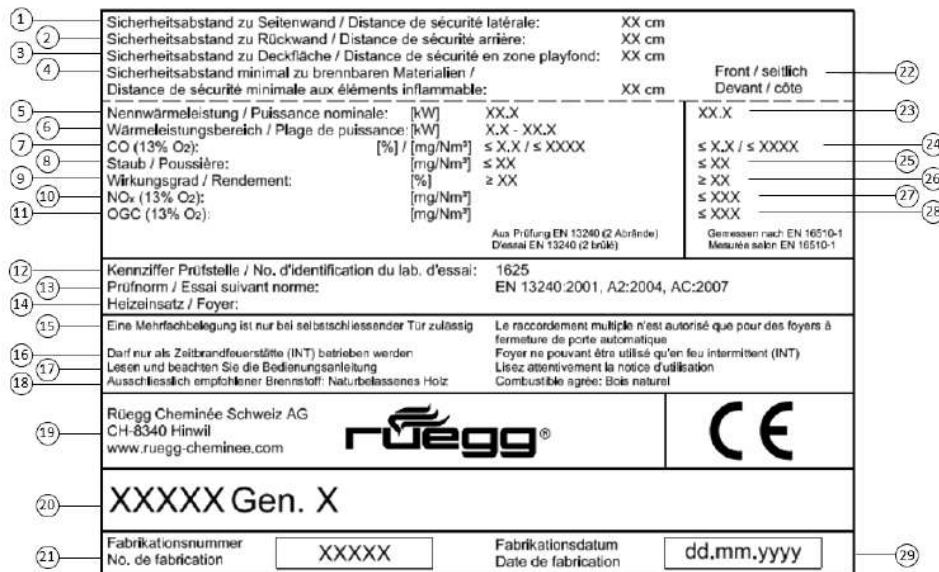 1 Sicherheitsabstand zu Seitenwand / Distance de sécurité latérale: XX cm
2 Sicherheitsabstand zu Rückwand / Distance de sécurité arrière: XX cm
3 Sicherheitsabstand zu Deckfläche / Distance de sécurité en zone playfond: XX cm
4 Sicherheitsabstand minimal zu brennbaren Materialien / Front / seitlich 22
Distance de sécurité minimale aux éléments inflammable: XX cm Devant / côte
5 Nennwärmeleistung / Puissance nominale: [kW] XX.X XX.X 23
6 Wärmeleistungsbereich / Plage de puissance: [kW] X.X - XX.X
7 CO (13% O₂): [%] / [mg/Nm³] ≤ X.X / ≤ XXXX ≤ X.X / ≤ XXXX 24
8 Staub / Poussière: [mg/Nm³] ≤ XX ≤ XX 25
9 Wirkungsgrad / Rendement: [%] ≥ XX ≥ XX 26
10 NOₓ (13% O₂): [mg/Nm³] ≤ XXX 27
11 OGC (13% O₂): [mg/Nm³] ≤ XXX 28
Aus Prüfung EN 13240 (2 Abrände) Gemessen nach EN 16510-1
D'essai EN 13240 (2 brûlé) Mesurée selon EN 16510-1
12 Kennziffer Prüfstelle / No. d'identification du lab. d'essai: 1625
13 Prüfnorm / Essai suivant norme: EN 13240:2001, A2:2004, AC:2007
14 Heizeinsatz / Foyer:
15 Eine Mehrfachbelegung ist nur bei selbstschliessender Tür zulässig Le raccordement multiple n'est autorisé que pour des foyers à
fermeture de porte automatique
16 Darf nur als Zeitbrandfeuerstätte (INT) betrieben werden Foyer ne pouvant être utilisé qu'en feu intermittent (INT)
17 Lesen und beachten Sie die Bedienungsanleitung Lisez attentivement la notice d'utilisation
18 Ausschliesslich empfohlener Brennstoff: Naturbelassenes Holz Combustible agrée: Bois naturel
19 Rüegg Cheminée Schweiz AG
CH-8340 Hinwil
www.ruegg-cheminee.com
rüegg®
CE
20 XXXXX Gen. X
21 Fabrikationsnummer XXXXX Fabrikationsdatum dd.mm.yyyy 29
No. de fabrication Date de fabrication